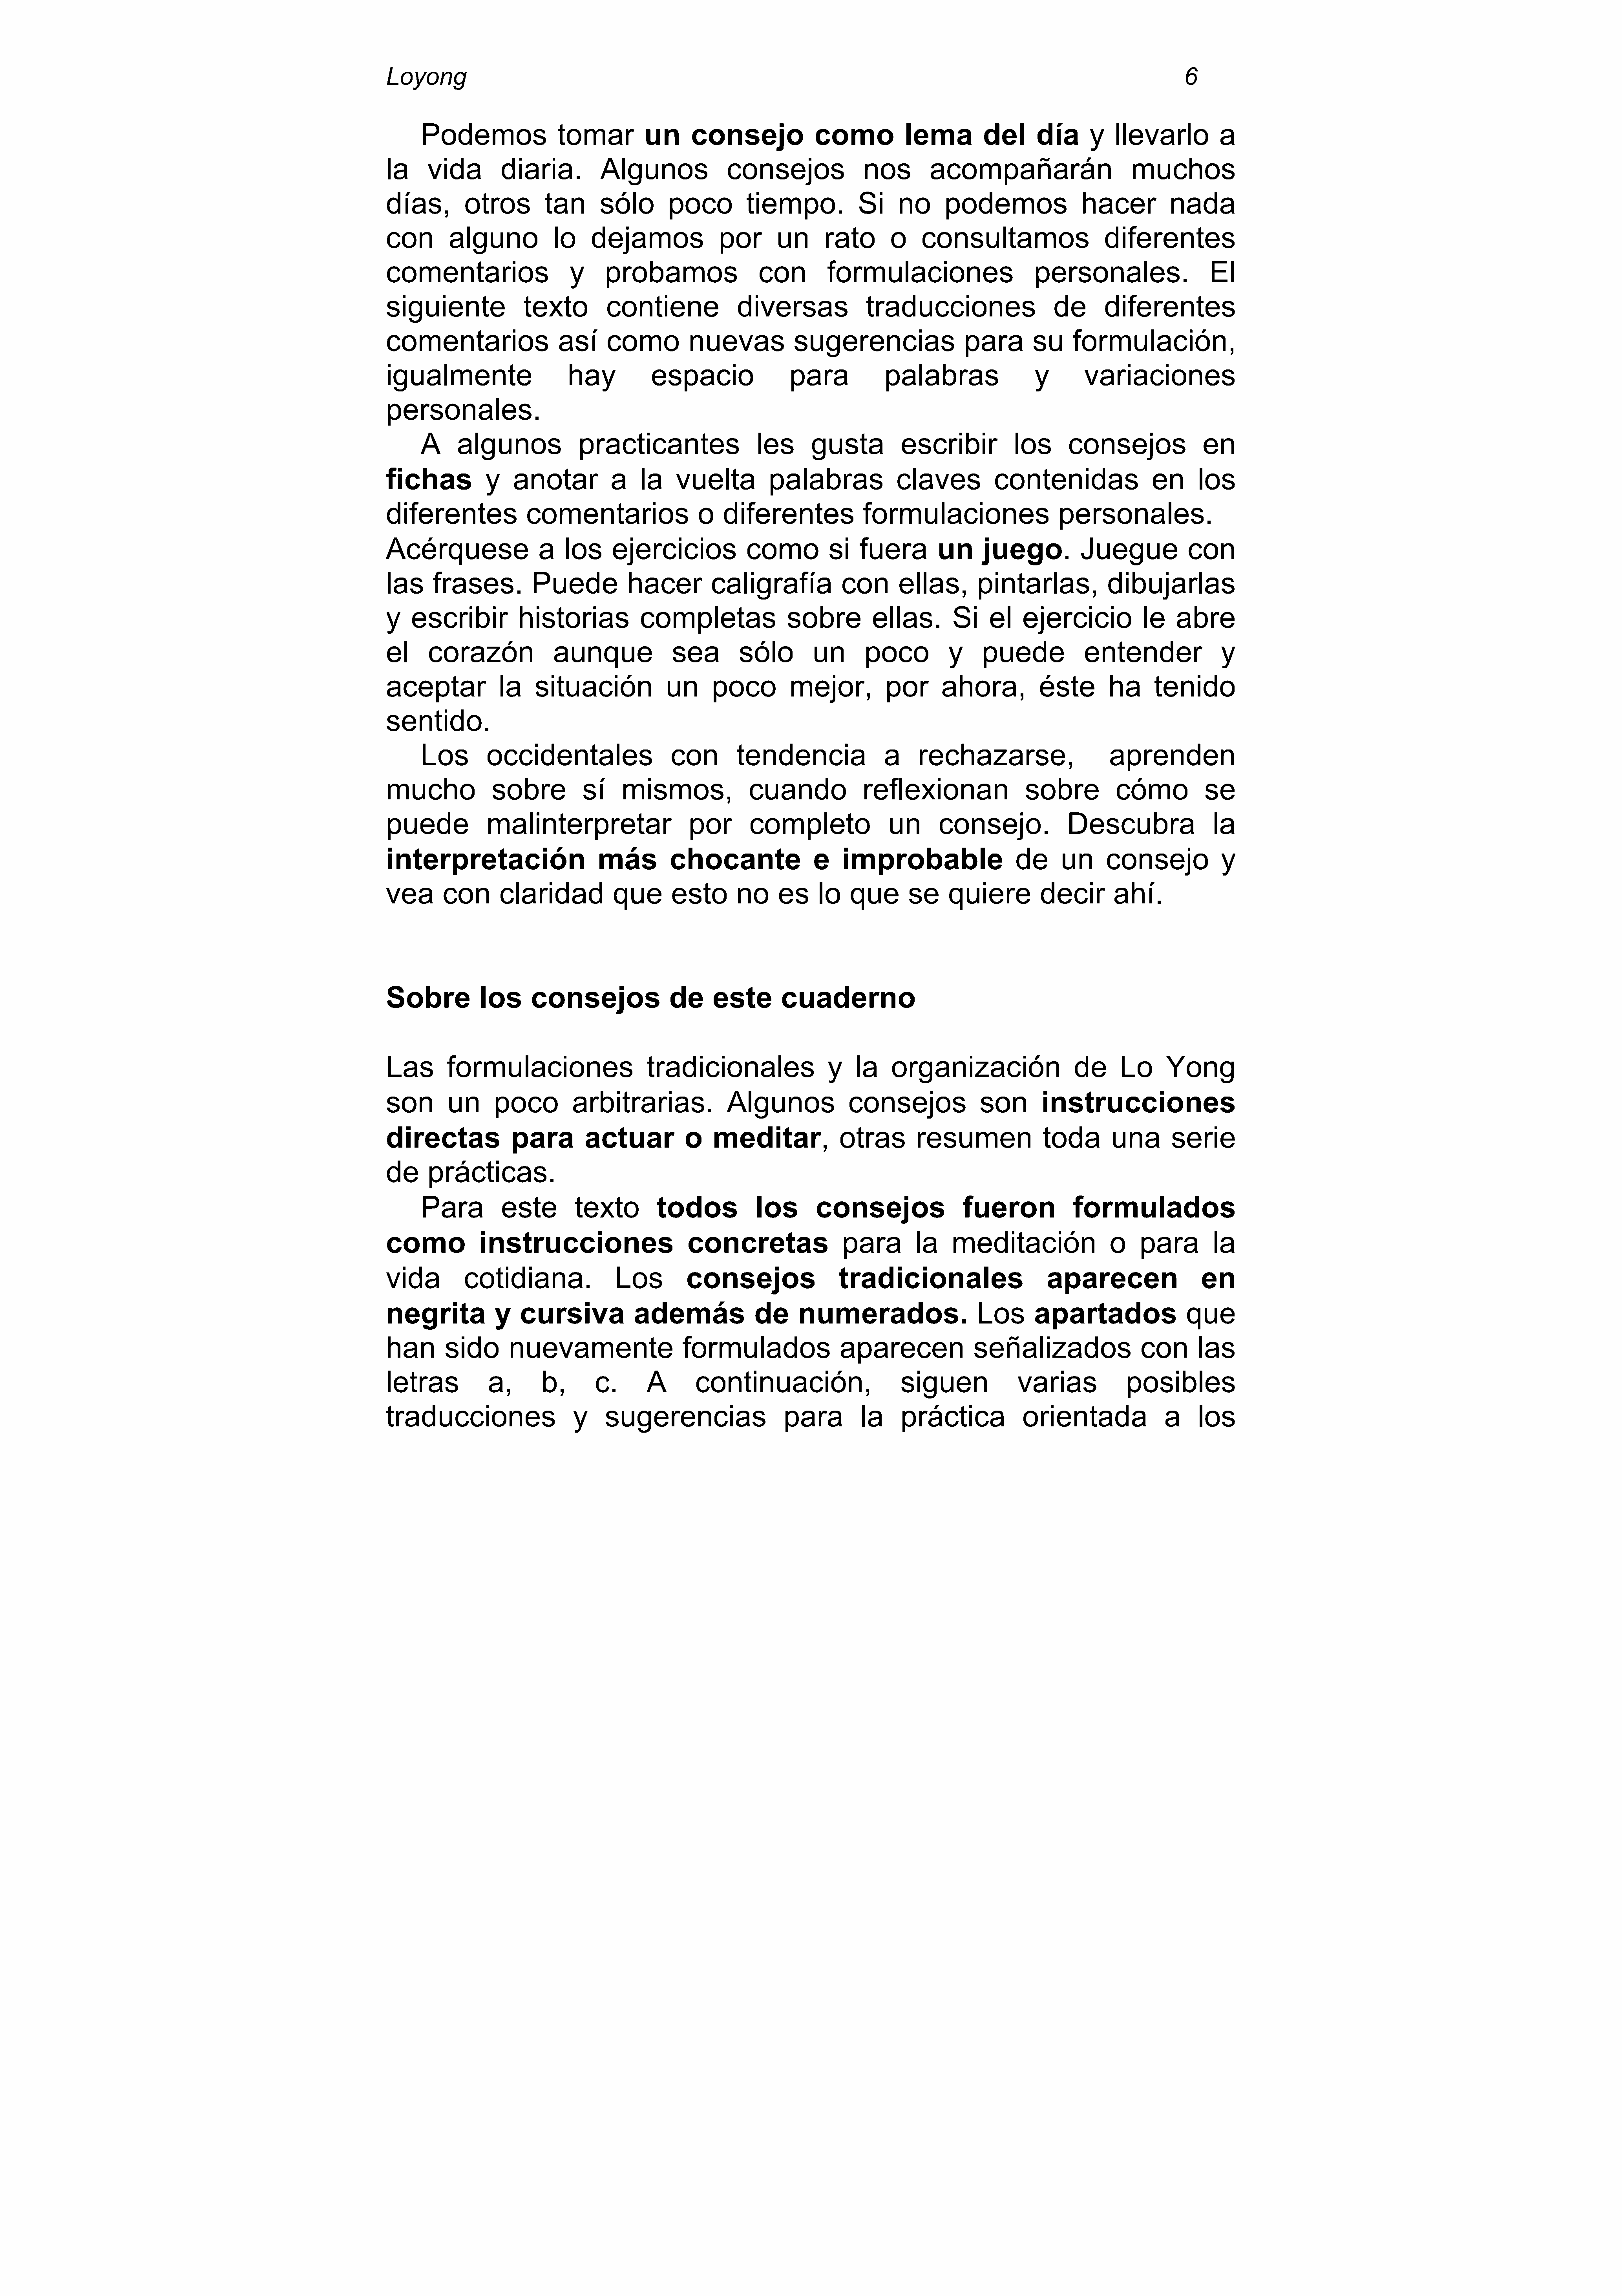 Loyong 6
Podemos tomar un consejo como lema del día y llevarlo a
la vida diaria. Algunos consejos nos acompañarán muchos
días, otros tan sólo poco tiempo. Si no podemos hacer nada
con alguno lo dejamos por un rato o consultamos diferentes
comentarios y probamos con formulaciones personales. El
siguiente texto contiene diversas traducciones de diferentes
comentarios así como nuevas sugerencias para su formulación,
igualmente hay espacio para palabras y variaciones
personales.
A algunos practicantes les gusta escribir los consejos en
fichas y anotar a la vuelta palabras claves contenidas en los
diferentes comentarios o diferentes formulaciones personales.
Acérquese a los ejercicios como si fuera un juego. Juegue con
las frases. Puede hacer caligrafía con ellas, pintarlas, dibujarlas
y escribir historias completas sobre ellas. Si el ejercicio le abre
el corazón aunque sea sólo un poco y puede entender y
aceptar la situación un poco mejor, por ahora, éste ha tenido
sentido.
Los occidentales con tendencia a rechazarse, aprenden
mucho sobre sí mismos, cuando reflexionan sobre cómo se
puede malinterpretar por completo un consejo. Descubra la
interpretación más chocante e improbable de un consejo y
vea con claridad que esto no es lo que se quiere decir ahí.
Sobre los consejos de este cuaderno
Las formulaciones tradicionales y la organización de Lo Yong
son un poco arbitrarias. Algunos consejos son instrucciones
directas para actuar o meditar, otras resumen toda una serie
de prácticas.
Para este texto todos los consejos fueron formulados
como instrucciones concretas para la meditación o para la
vida cotidiana. Los consejos tradicionales aparecen en
negrita y cursiva además de numerados. Los apartados que
han sido nuevamente formulados aparecen señalizados con las
letras a, b, c. A continuación, siguen varias posibles
traducciones y sugerencias para la práctica orientada a los